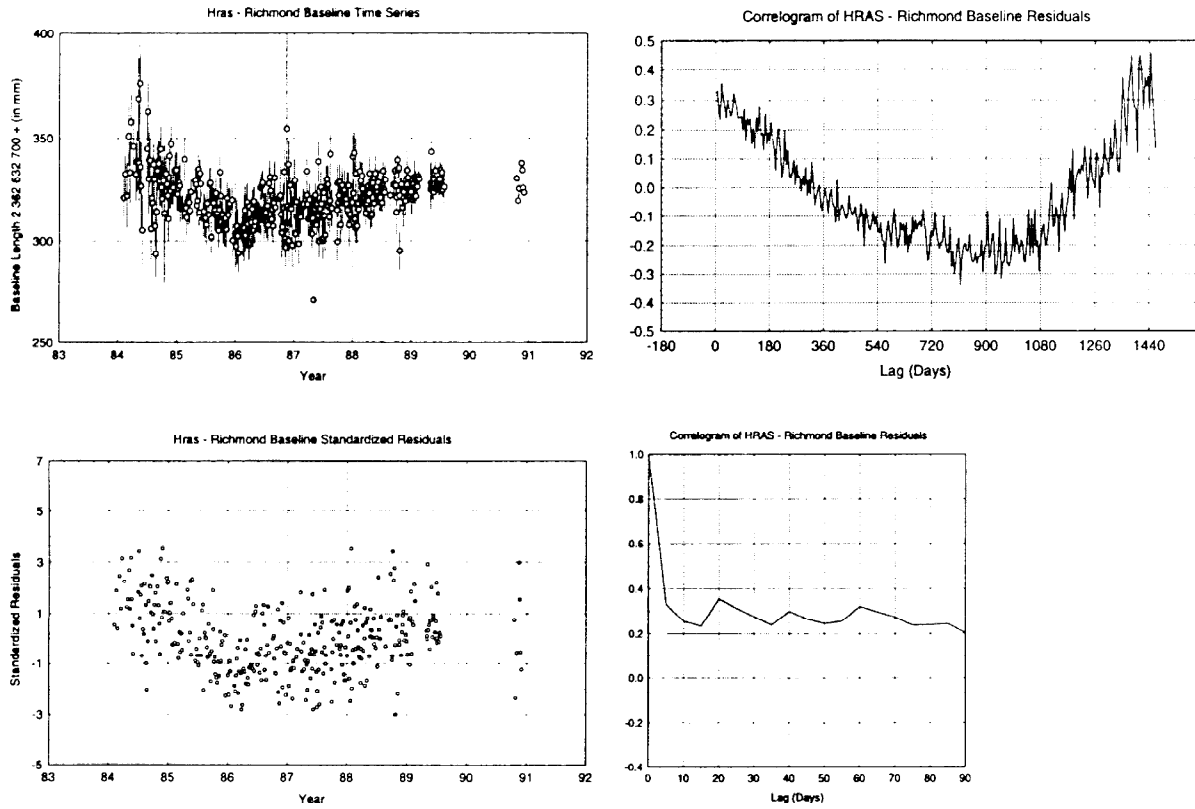 Hras - Richmond Baseline Time Series
Baseline Length 2 362 632 700 + (in mm)
400
350
300
250
83 84 85 86 87 88 89 90 91 92
Year
Correlogram of HRAS - Richmond Baseline Residuals
0.5
0.3
0.2
0.1
0.0
-0.1
-0.2
-0.3
-0.5
-180 0 180 360 540 720 900 1080 1260 1440
Lag (Days)
Hras - Richmond Baseline Standardized Residuals
Standardized Residuals
7
5
3
1
-1
-3
-5
83 84 85 86 87 88 89 90 91 92
Year
Correlogram of HRAS - Richmond Baseline Residuals
1.0
0.8
0.6
0.4
0.2
0.0
-0.2
-0.4
0 10 20 30 40 50 60 70 80 90
Lag (Days)